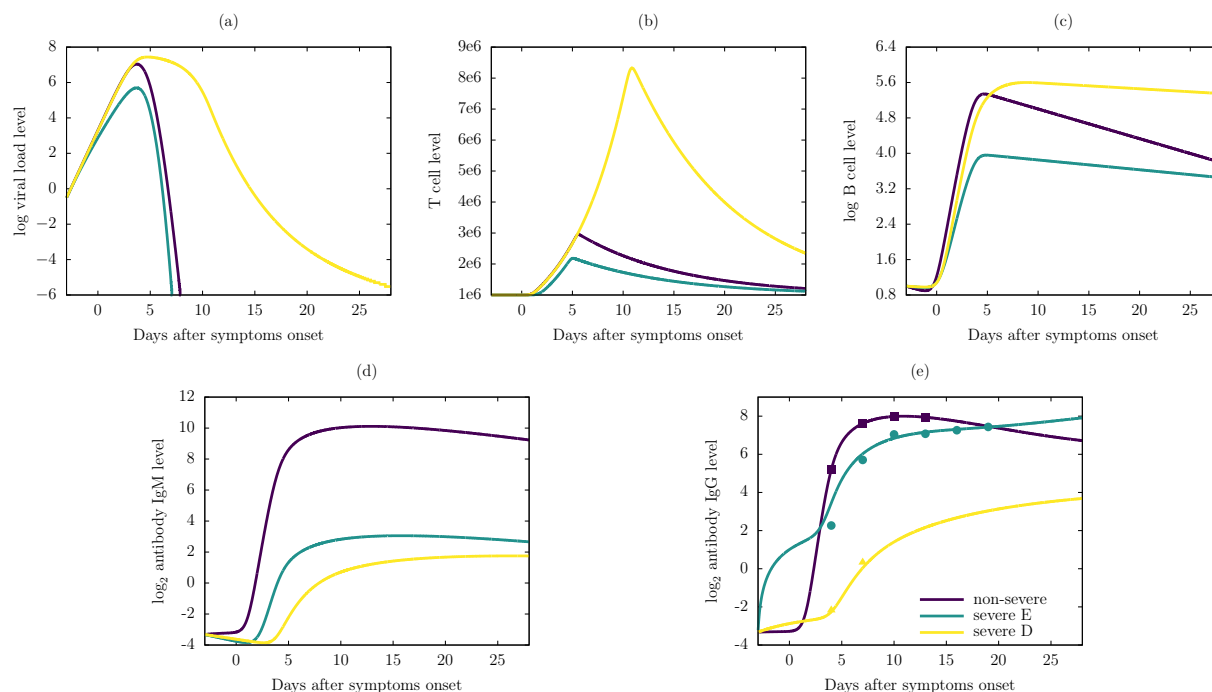 (a)
log viral load level
8
6
4
2
0
−2
−4
−6
0 5 10 15 20 25
Days after symptoms onset
(b)
T cell level
9e6
8e6
7e6
6e6
5e6
4e6
3e6
2e6
1e6
0 5 10 15 20 25
Days after symptoms onset
(c)
log B cell level
6.4
5.6
4.8
4.0
3.2
2.4
1.6
0.8
0 5 10 15 20 25
Days after symptoms onset
(d)
log₂ antibody IgM level
12
10
8
6
4
2
0
-2
-4
0 5 10 15 20 25
Days after symptoms onset
(e)
log₂ antibody IgG level
8
6
4
2
0
-2
-4
0 5 10 15 20 25
Days after symptoms onset
non-severe
severe E
severe D